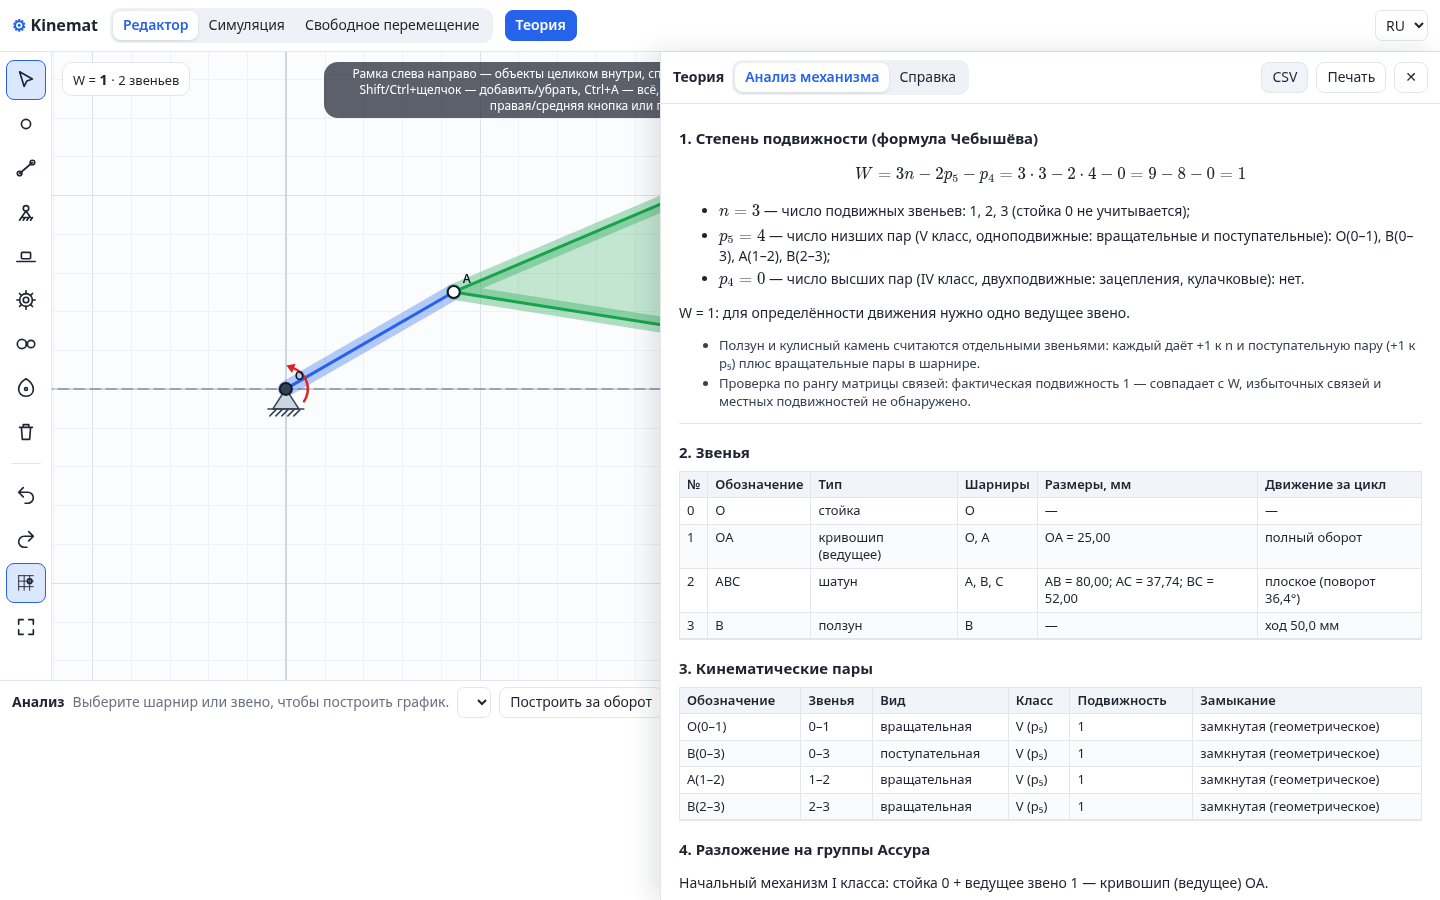 Kinemat
Редактор
Симуляция
Свободное перемещение
Теория
RU
W = 1 · 2 звеньев
Рамка слева направо — объекты целиком внутри, сп
Shift/Ctrl+щелчок — добавить/убрать, Ctrl+A — всё,
правая/средняя кнопка или
A
O
Анализ
Выберите шарнир или звено, чтобы построить график.
Построить за оборот
Теория
Анализ механизма
Справка
CSV
Печать
✕
1. Степень подвижности (формула Чебышёва)
W = 3n − 2p₅ − p₄ = 3 · 3 − 2 · 4 − 0 = 9 − 8 − 0 = 1
• n = 3 — число подвижных звеньев: 1, 2, 3 (стойка 0 не учитывается);
• p₅ = 4 — число низших пар (V класс, одноподвижные: вращательные и поступательные): O(0–1), B(0–
3), A(1–2), B(2–3);
• p₄ = 0 — число высших пар (IV класс, двухподвижные: зацепления, кулачковые): нет.
W = 1: для определённости движения нужно одно ведущее звено.
• Ползун и кулисный камень считаются отдельными звеньями: каждый даёт +1 к n и поступательную пару (+1 к
p₅) плюс вращательные пары в шарнире.
• Проверка по рангу матрицы связей: фактическая подвижность 1 — совпадает с W, избыточных связей и
местных подвижностей не обнаружено.
2. Звенья
№ Обозначение Тип Шарниры Размеры, мм Движение за цикл
0 O стойка O — —
1 OA кривошип (ведущее) O, A OA = 25,00 полный оборот
2 ABC шатун A, B, C AB = 80,00; AC = 37,74; BC = 52,00 плоское (поворот 36,4°)
3 B ползун B — ход 50,0 мм
3. Кинематические пары
Обозначение Звенья Вид Класс Подвижность Замыкание
O(0–1) 0–1 вращательная V (p₅) 1 замкнутая (геометрическое)
B(0–3) 0–3 поступательная V (p₅) 1 замкнутая (геометрическое)
A(1–2) 1–2 вращательная V (p₅) 1 замкнутая (геометрическое)
B(2–3) 2–3 вращательная V (p₅) 1 замкнутая (геометрическое)
4. Разложение на группы Ассура
Начальный механизм I класса: стойка 0 + ведущее звено 1 — кривошип (ведущее) OA.